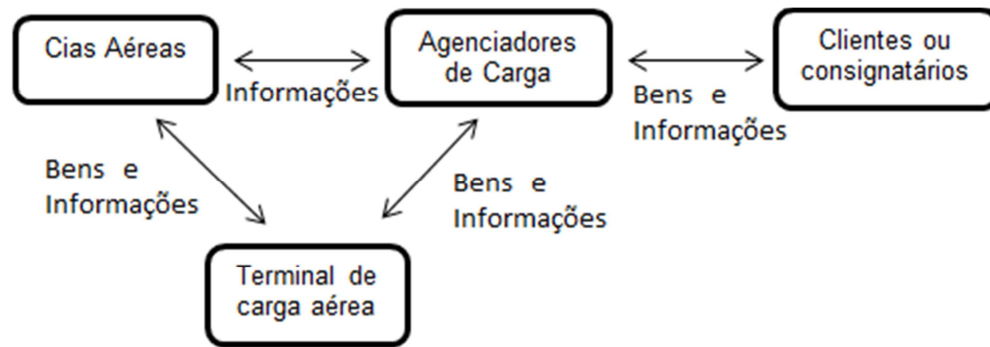 Cias Aéreas
Agenciadores
de Carga
Clientes ou
consignatários
Informações
Bens e
Informações
Bens e
Informações
Bens e
Informações
Terminal de
carga aérea